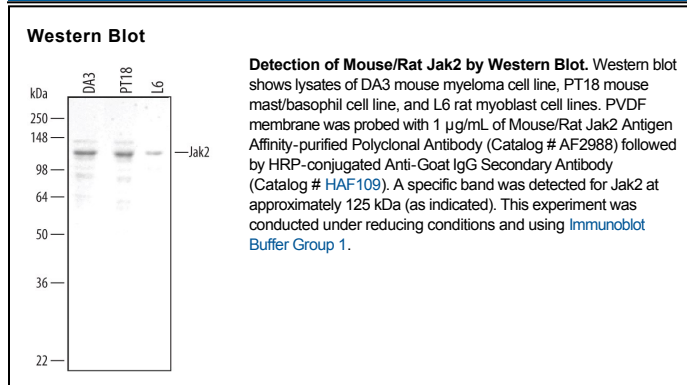 Western Blot
kDa
DA3
PT18
L6
250
148
98
64
50
36
22
Jak2
Detection of Mouse/Rat Jak2 by Western Blot. Western blot
shows lysates of DA3 mouse myeloma cell line, PT18 mouse
mast/basophil cell line, and L6 rat myoblast cell lines. PVDF
membrane was probed with 1 µg/mL of Mouse/Rat Jak2 Antigen
Affinity-purified Polyclonal Antibody (Catalog # AF2988) followed
by HRP-conjugated Anti-Goat IgG Secondary Antibody
(Catalog # HAF109). A specific band was detected for Jak2 at
approximately 125 kDa (as indicated). This experiment was
conducted under reducing conditions and using Immunoblot
Buffer Group 1.